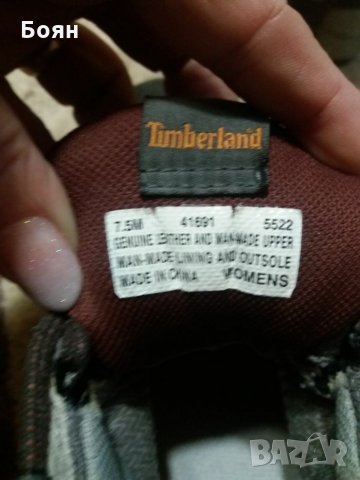 Боян
Timberland
7.5M 41691 5522
GENUINE LEATHER AND MAN-MADE UPPER
MAN-MADE LINING AND OUTSOLE
MADE IN CHINA WOMENS
BAZAR